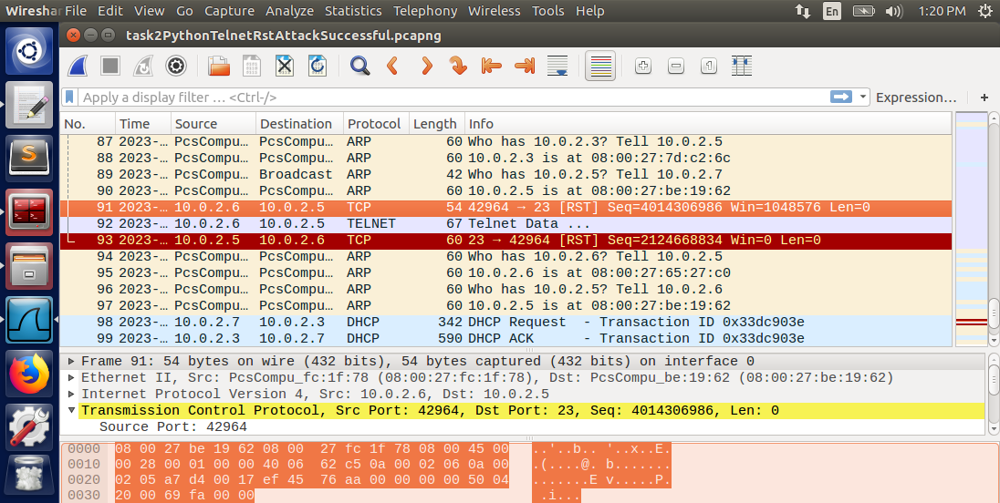 Wireshar File Edit View Go Capture Analyze Statistics Telephony Wireless Tools Help En 1:20 PM
task2PythonTelnetRstAttackSuccessful.pcapng
Apply a display filter ... <Ctrl-/> Expression… +
No. Time Source Destination Protocol Length Info
87 2023-… PcsCompu… PcsCompu… ARP 60 Who has 10.0.2.3? Tell 10.0.2.5
88 2023-… PcsCompu… PcsCompu… ARP 60 10.0.2.3 is at 08:00:27:7d:c2:6c
89 2023-… PcsCompu… Broadcast ARP 42 Who has 10.0.2.5? Tell 10.0.2.7
90 2023-… PcsCompu… PcsCompu… ARP 60 10.0.2.5 is at 08:00:27:be:19:62
91 2023-… 10.0.2.6 10.0.2.5 TCP 54 42964 → 23 [RST] Seq=4014306986 Win=1048576 Len=0
92 2023-… 10.0.2.6 10.0.2.5 TELNET 67 Telnet Data ...
93 2023-… 10.0.2.5 10.0.2.6 TCP 60 23 → 42964 [RST] Seq=2124668834 Win=0 Len=0
94 2023-… PcsCompu… PcsCompu… ARP 60 Who has 10.0.2.6? Tell 10.0.2.5
95 2023-… PcsCompu… PcsCompu… ARP 60 10.0.2.6 is at 08:00:27:65:27:c0
96 2023-… PcsCompu… PcsCompu… ARP 60 Who has 10.0.2.5? Tell 10.0.2.6
97 2023-… PcsCompu… PcsCompu… ARP 60 10.0.2.5 is at 08:00:27:be:19:62
98 2023-… 10.0.2.7 10.0.2.3 DHCP 342 DHCP Request - Transaction ID 0x33dc903e
99 2023-… 10.0.2.3 10.0.2.7 DHCP 590 DHCP ACK - Transaction ID 0x33dc903e
Frame 91: 54 bytes on wire (432 bits), 54 bytes captured (432 bits) on interface 0
Ethernet II, Src: PcsCompu_fc:1f:78 (08:00:27:fc:1f:78), Dst: PcsCompu_be:19:62 (08:00:27:be:19:62)
Internet Protocol Version 4, Src: 10.0.2.6, Dst: 10.0.2.5
Transmission Control Protocol, Src Port: 42964, Dst Port: 23, Seq: 4014306986, Len: 0
Source Port: 42964
0000 08 00 27 be 19 62 08 00 27 fc 1f 78 08 00 45 00 ..'..b.. '..x..E.
0010 00 28 00 01 00 00 40 06 62 c5 0a 00 02 06 0a 00 .(....@. b.......
0020 02 05 a7 d4 00 17 ef 45 76 aa 00 00 00 00 50 04 .......E v.....P.
0030 20 00 69 fa 00 00 .i...